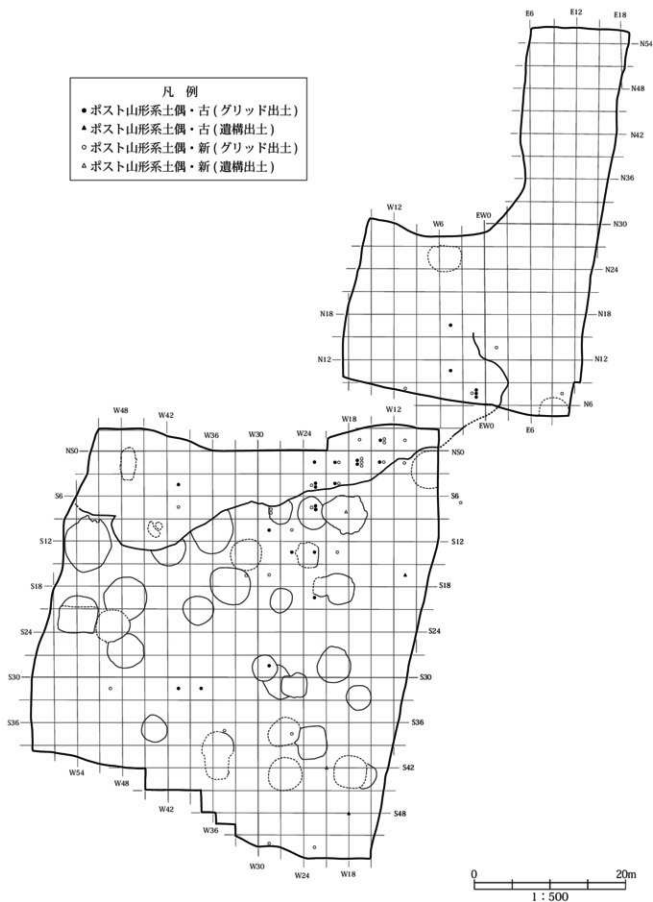 E6 E12 E18
N54
凡 例
● ポスト山形系土偶・古 (グリッド出土)
▲ ポスト山形系土偶・古 (遺構出土)
○ ポスト山形系土偶・新 (グリッド出土)
△ ポスト山形系土偶・新 (遺構出土)
N48
N42
N36
W12 W6 EW0 N30
N24
N18 N18
N12 N12
N6
EW0 E6
W48 W42 W36 W30 W24 W18 W12
NS0 NS0
S6 S6
S12 S12
S18 S18
S24 S24
S30 S30
S36 S36
W54 W48 W42 S42
W36 S48
W30 W24 W18
0 20m
1:500